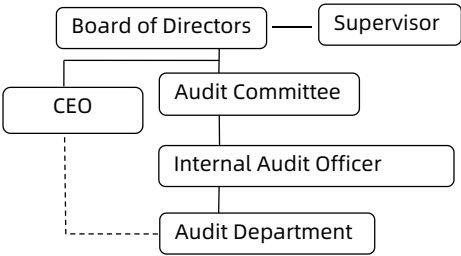 Board of Directors
Supervisor
CEO
Audit Committee
Internal Audit Officer
Audit Department